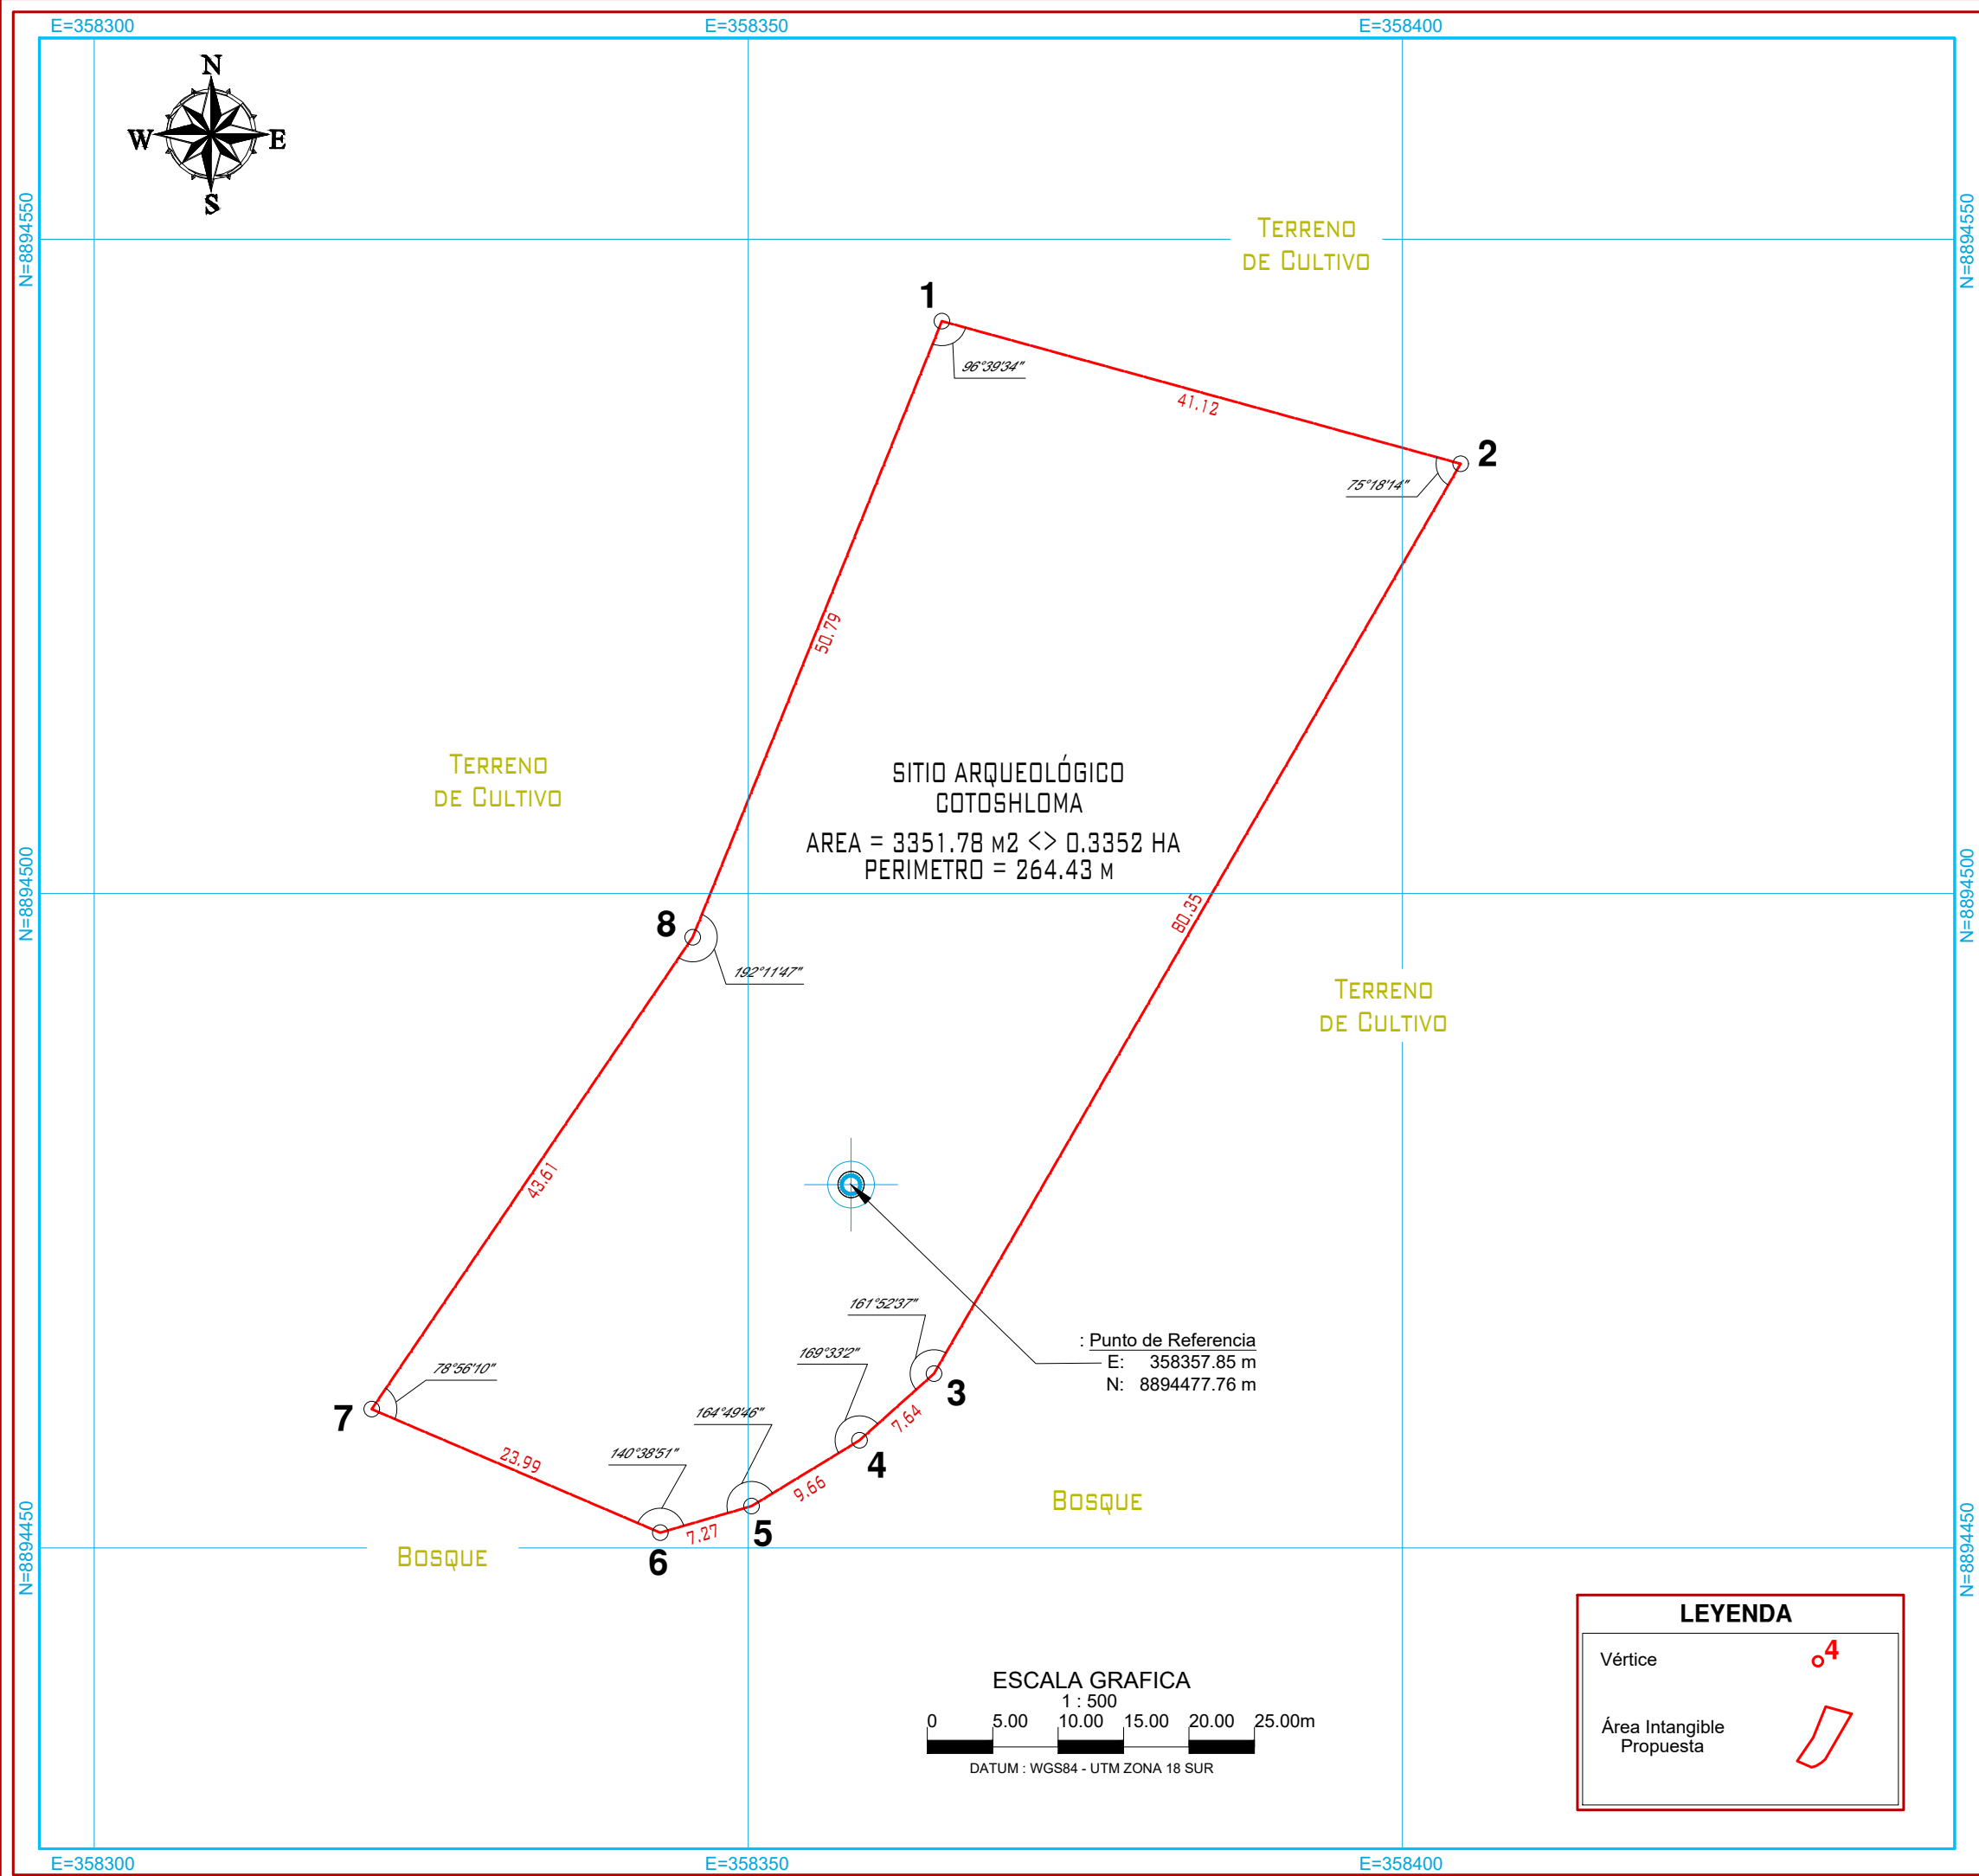 E=358300
E=358350
E=358400
N
W
E
S
N=8894550
N=8894550
TERRENO
DE CULTIVO
1
96°39'34"
41.12
2
75°18'14"
50.79
TERRENO
DE CULTIVO
SITIO ARQUEOLÓGICO
COTOSHLOMA
AREA = 3351.78 M2 <> 0.3352 HA
PERIMETRO = 264.43 M
N=8894500
N=8894500
80.35
8
192°11'47"
TERRENO
DE CULTIVO
43.61
161°52'37"
: Punto de Referencia
E: 358357.85 m
N: 8894477.76 m
169°33'2"
78°56'10"
3
7
164°49'46"
7.64
140°38'51"
4
23.99
9.66
BOSQUE
5
7.27
6
BOSQUE
N=8894450
N=8894450
LEYENDA
Vértice
4
Área Intangible
Propuesta
ESCALA GRAFICA
1 : 500
0 5.00 10.00 15.00 20.00 25.00m
DATUM : WGS84 - UTM ZONA 18 SUR
E=358300
E=358350
E=358400